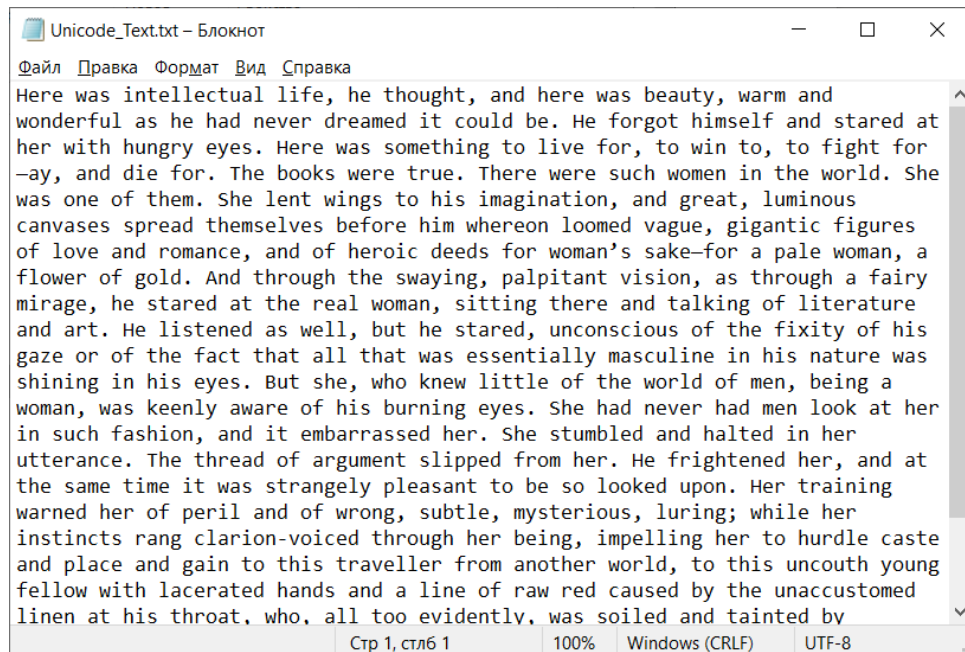 Unicode_Text.txt – Блокнот
Файл Правка Формат Вид Справка
Here was intellectual life, he thought, and here was beauty, warm and
wonderful as he had never dreamed it could be. He forgot himself and stared at
her with hungry eyes. Here was something to live for, to win to, to fight for
—ay, and die for. The books were true. There were such women in the world. She
was one of them. She lent wings to his imagination, and great, luminous
canvases spread themselves before him whereon loomed vague, gigantic figures
of love and romance, and of heroic deeds for woman’s sake—for a pale woman, a
flower of gold. And through the swaying, palpitant vision, as through a fairy
mirage, he stared at the real woman, sitting there and talking of literature
and art. He listened as well, but he stared, unconscious of the fixity of his
gaze or of the fact that all that was essentially masculine in his nature was
shining in his eyes. But she, who knew little of the world of men, being a
woman, was keenly aware of his burning eyes. She had never had men look at her
in such fashion, and it embarrassed her. She stumbled and halted in her
utterance. The thread of argument slipped from her. He frightened her, and at
the same time it was strangely pleasant to be so looked upon. Her training
warned her of peril and of wrong, subtle, mysterious, luring; while her
instincts rang clarion-voiced through her being, impelling her to hurdle caste
and place and gain to this traveller from another world, to this uncouth young
fellow with lacerated hands and a line of raw red caused by the unaccustomed
linen at his throat, who, all too evidently, was soiled and tainted by
Стр 1, стлб 1 100% Windows (CRLF) UTF-8